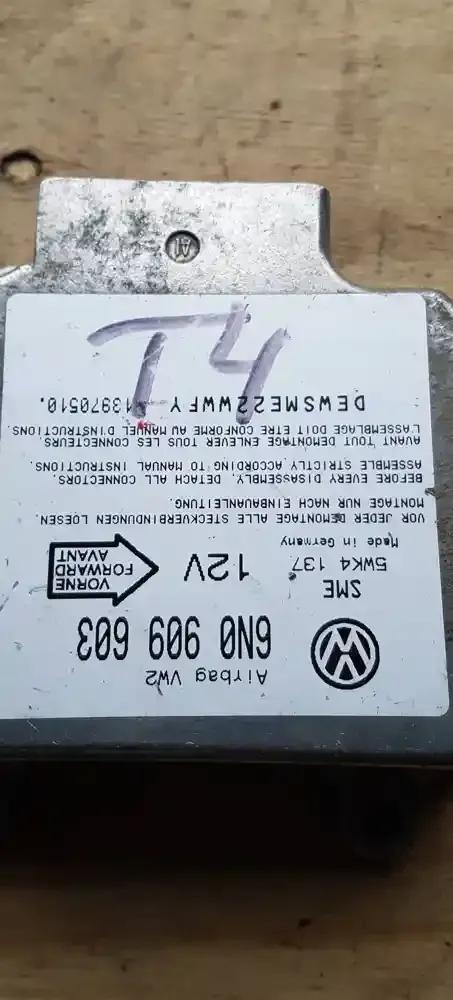 Airbag VW2
6N0 909 603
SME
5WK4 137
Made in Germany
12V
VORNE
FORWARD
AVANT
VOR JEDER DEMONTAGE ALLE STECKVERBINDUNGEN LOESEN.
MONTAGE NUR NACH EINBAUANLEITUNG.
BEFORE EVERY DISASSEMBLY, DETACH ALL CONNECTORS.
ASSEMBLE STRICTLY ACCORDING TO MANUAL INSTRUCTIONS.
AVANT TOUT DEMONTAGE ENLEVER TOUS LES CONNECTEURS.
L'ASSEMBLAGE DOIT ETRE CONFORME AU MANUEL D'INSTRUCTIONS.
DEWSME22WWFY 13970510.
T4